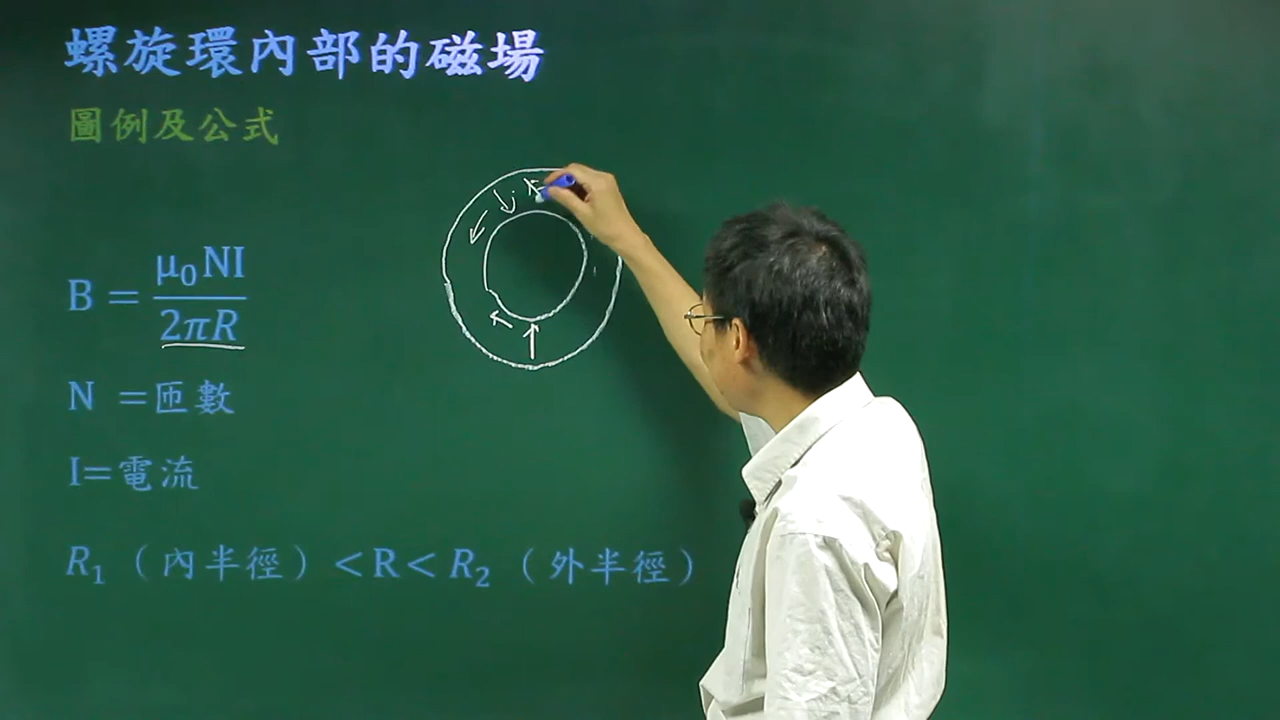 螺旋環內部的磁場
圖例及公式
B = μ₀NI / 2πR
N =匝數
I=電流
R₁（內半徑）<R<R₂（外半徑）